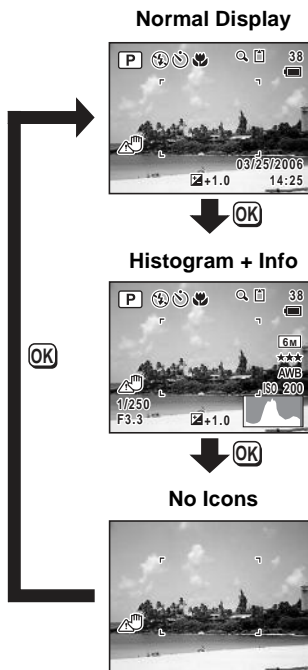 Normal Display
P 38
03/25/2006
+1.0 14:25
OK
Histogram + Info
P 38
6M
★★★
AWB
ISO 200
1/250
F3.3 +1.0
OK
OK
No Icons